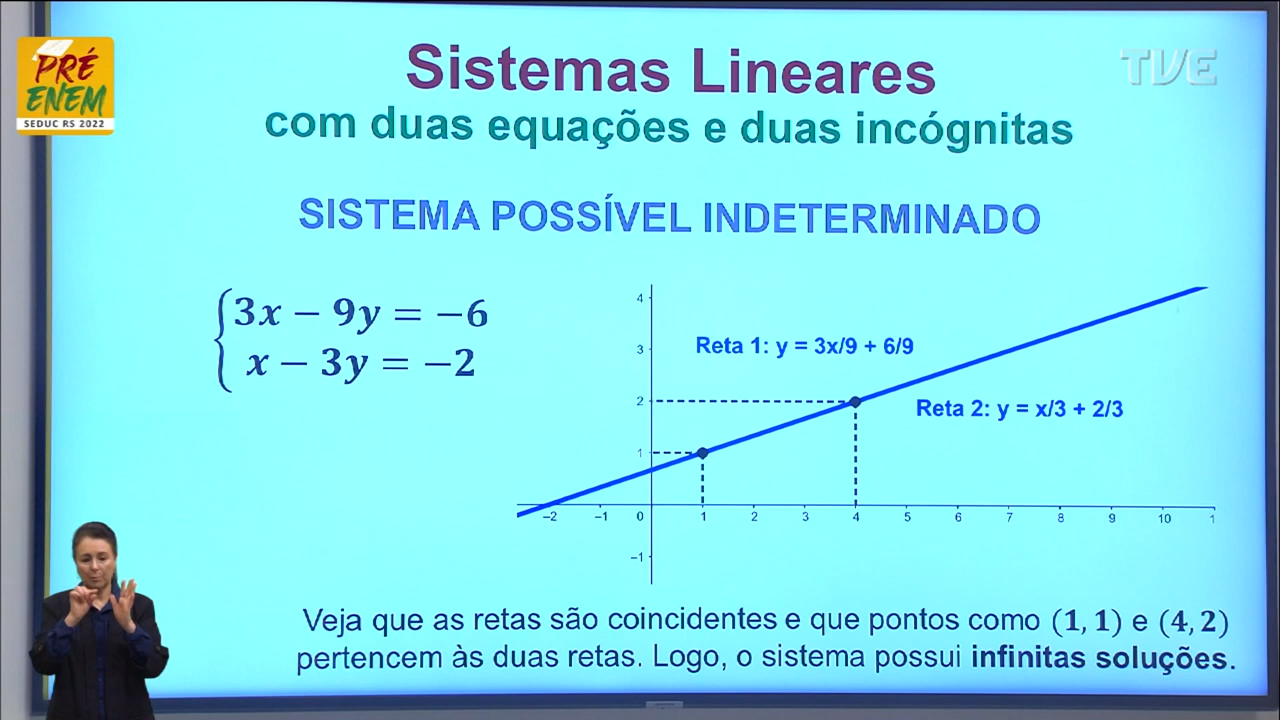 PRÉ
ENEM
SEDUC RS 2022
TVE
Sistemas Lineares
com duas equações e duas incógnitas
SISTEMA POSSÍVEL INDETERMINADO
3x − 9y = −6
x − 3y = −2
Reta 1: y = 3x/9 + 6/9
Reta 2: y = x/3 + 2/3
4
3
2
1
−2 −1 0 1 2 3 4 5 6 7 8 9 10 1
−1
Veja que as retas são coincidentes e que pontos como (1, 1) e (4, 2)
pertencem às duas retas. Logo, o sistema possui infinitas soluções.